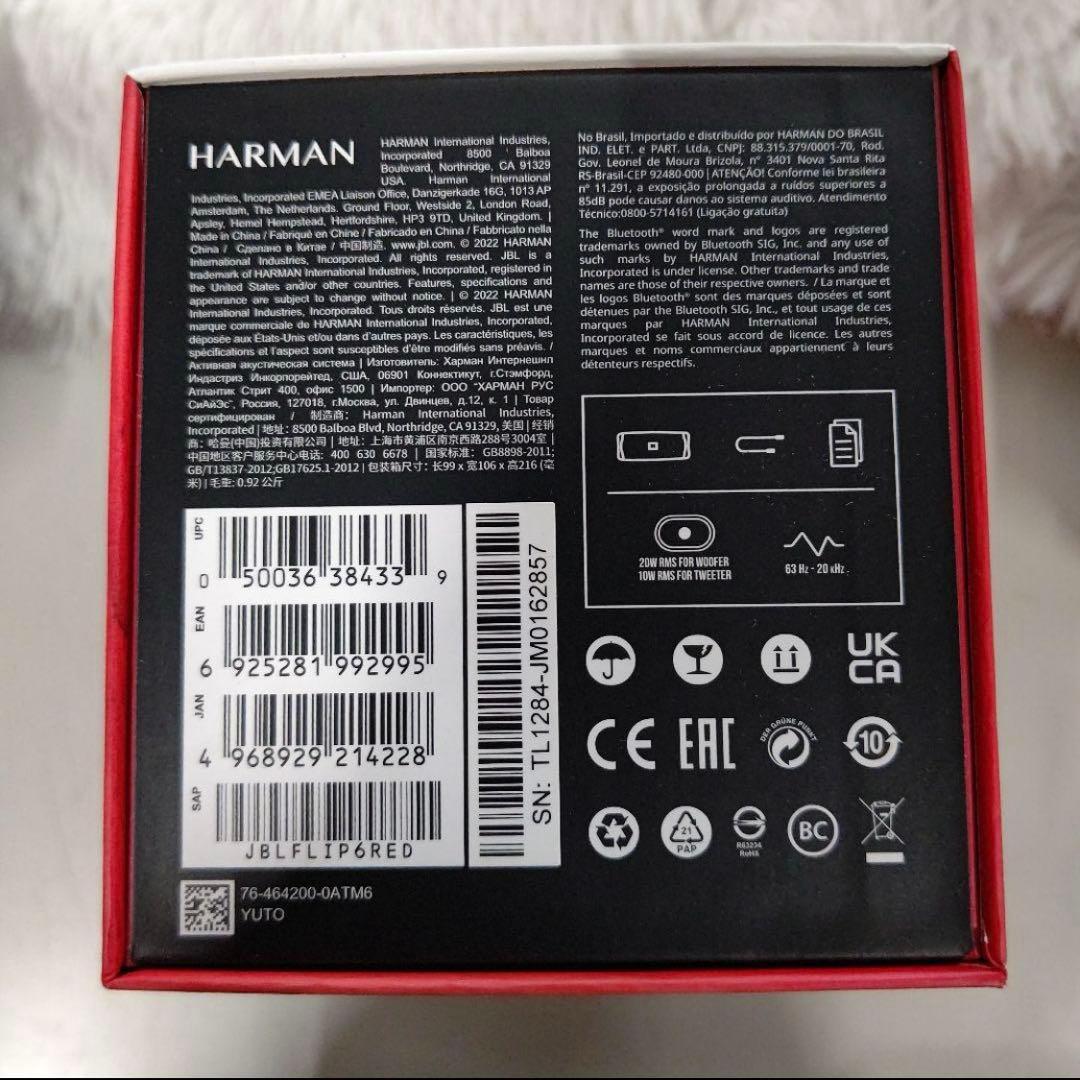 HARMAN
HARMAN International Industries,
Incorporated 8500 Balboa
Boulevard, Northridge, CA 91329
USA. Harman International
Industries, Incorporated EMEA Liaison Office, Danzigerkade 16G, 1013 AP
Amsterdam, The Netherlands. Ground Floor, Westside 2, London Road,
Apsley, Hemel Hempstead, Hertfordshire, HP3 9TD, United Kingdom. |
Made in China / Fabriqué en Chine / Fabricado en China / Fabbricato nella
China / Сделано в Китае / 中国制造. www.jbl.com. © 2022 HARMAN
International Industries, Incorporated. All rights reserved. JBL is a
trademark of HARMAN International Industries, Incorporated, registered in
the United States and/or other countries. Features, specifications and
appearance are subject to change without notice. | © 2022 HARMAN
International Industries, Incorporated. Tous droits réservés. JBL est une
marque commerciale de HARMAN International Industries, Incorporated,
déposée aux États-Unis et/ou dans d'autres pays. Les caractéristiques, les
spécifications et l'aspect sont susceptibles d'être modifiés sans préavis. /
Активная акустическая система | Изготовитель: Харман Интернешнл
Индастриз Инкорпорейтед, США, 06901 Коннектикут, г.Стэмфорд,
Атлантик Стрит 400, офис 1500 | Импортер: ООО "ХАРМАН РУС
СиАйЭс", Россия, 127018, г.Москва, ул. Двинцев, д.12, к. 1 | Товар
сертифицирован / 制造商: Harman International Industries,
Incorporated | 地址: 8500 Balboa Blvd, Northridge, CA 91329, 美国 | 经销
商: 哈曼(中国)投资有限公司 | 地址: 上海市黄浦区南京西路288号3004室 |
中国地区客户服务中心电话: 400 630 6678 | 国家标准: GB8898-2011;
GB/T13837-2012;GB17625.1-2012 | 包装箱尺寸: 长99 x 宽106 x 高216 (毫
米) | 毛重: 0.92 公斤
No Brasil, Importado e distribuído por HARMAN DO BRASIL
IND. ELET. e PART. Ltda, CNPJ: 88.315.379/0001-70, Rod.
Gov. Leonel de Moura Brizola, nº 3401 Nova Santa Rita
RS-Brasil-CEP 92480-000 | ATENÇÃO! Conforme lei brasileira
nº 11.291, a exposição prolongada a ruídos superiores a
85dB pode causar danos ao sistema auditivo. Atendimento
Técnico:0800-5714161 (Ligação gratuita)
The Bluetooth® word mark and logos are registered
trademarks owned by Bluetooth SIG, Inc. and any use of
such marks by HARMAN International Industries,
Incorporated is under license. Other trademarks and trade
names are those of their respective owners. / La marque et
les logos Bluetooth® sont des marques déposées et sont
détenues par the Bluetooth SIG, Inc., et tout usage de ces
marques par HARMAN International Industries,
Incorporated se fait sous accord de licence. Les autres
marques et noms commerciaux appartiennent à leurs
détenteurs respectifs.
20W RMS FOR WOOFER
10W RMS FOR TWEETER
63 Hz - 20 kHz
UPC
0 50036 38433 9
EAN
6 925281 992995
JAN
4 968929 214228
SAP
JBLFLIP6RED
SN: TL1284-JM0162857
76-464200-0ATM6
YUTO
UK
CA
CE
EAC
DER GRÜNE PUNKT
10
21
PAP
R63234
RoHS
BC